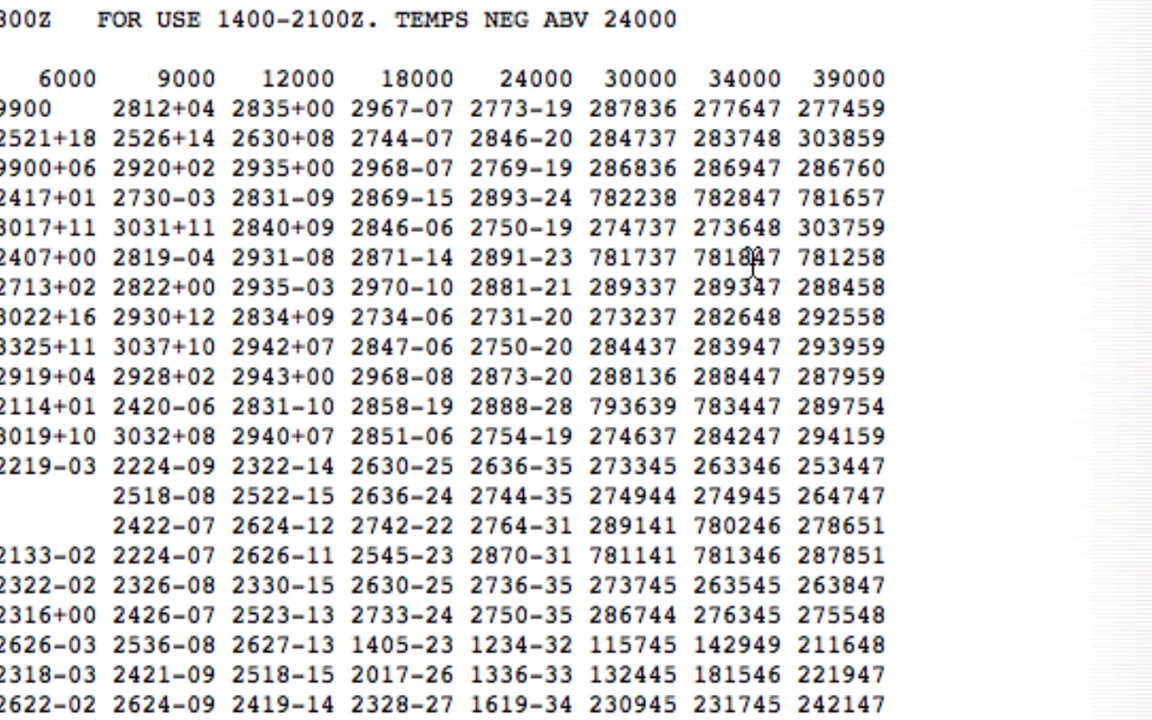 800Z FOR USE 1400-2100Z. TEMPS NEG ABV 24000
6000 9000 12000 18000 24000 30000 34000 39000
9900 2812+04 2835+00 2967-07 2773-19 287836 277647 277459
2521+18 2526+14 2630+08 2744-07 2846-20 284737 283748 303859
9900+06 2920+02 2935+00 2968-07 2769-19 286836 286947 286760
2417+01 2730-03 2831-09 2869-15 2893-24 782238 782847 781657
3017+11 3031+11 2840+09 2846-06 2750-19 274737 273648 303759
2407+00 2819-04 2931-08 2871-14 2891-23 781737 781847 781258
2713+02 2822+00 2935-03 2970-10 2881-21 289337 289347 288458
3022+16 2930+12 2834+09 2734-06 2731-20 273237 282648 292558
3325+11 3037+10 2942+07 2847-06 2750-20 284437 283947 293959
2919+04 2928+02 2943+00 2968-08 2873-20 288136 288447 287959
2114+01 2420-06 2831-10 2858-19 2888-28 793639 783447 289754
3019+10 3032+08 2940+07 2851-06 2754-19 274637 284247 294159
2219-03 2224-09 2322-14 2630-25 2636-35 273345 263346 253447
2518-08 2522-15 2636-24 2744-35 274944 274945 264747
2422-07 2624-12 2742-22 2764-31 289141 780246 278651
2133-02 2224-07 2626-11 2545-23 2870-31 781141 781346 287851
2322-02 2326-08 2330-15 2630-25 2736-35 273745 263545 263847
2316+00 2426-07 2523-13 2733-24 2750-35 286744 276345 275548
2626-03 2536-08 2627-13 1405-23 1234-32 115745 142949 211648
2318-03 2421-09 2518-15 2017-26 1336-33 132445 181546 221947
2622-02 2624-09 2419-14 2328-27 1619-34 230945 231745 242147